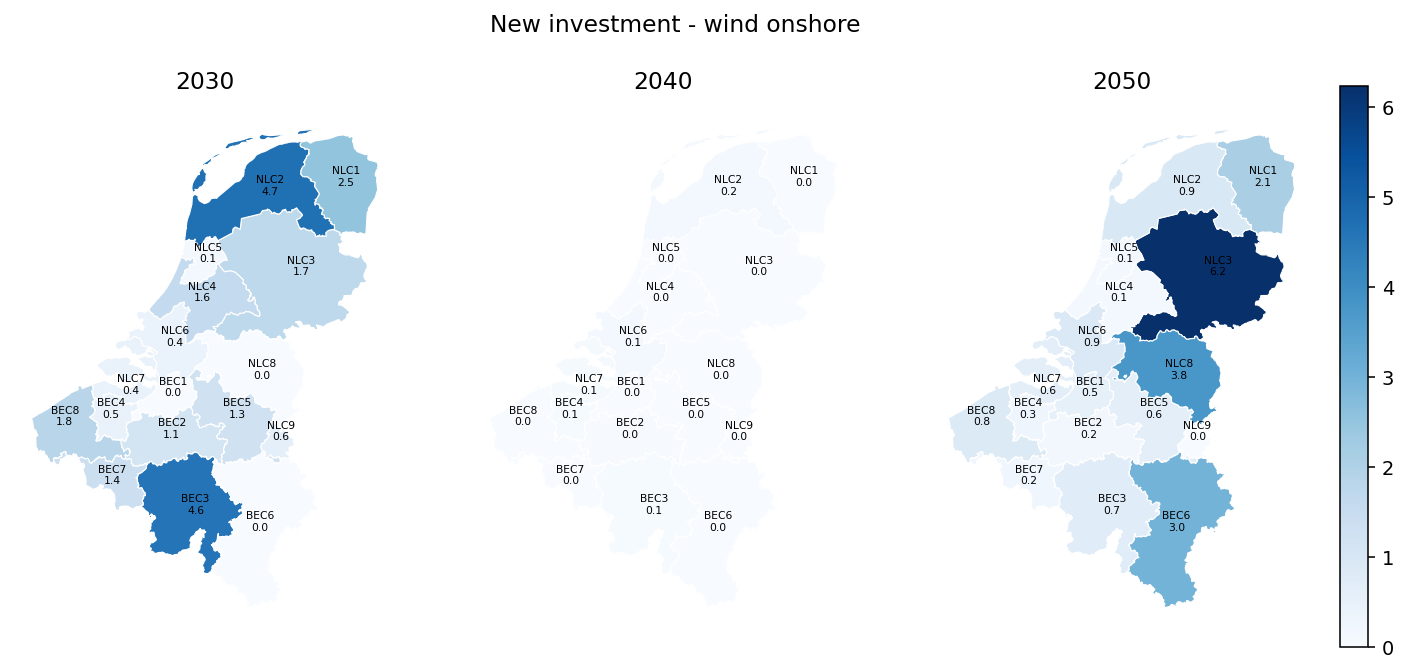 New investment - wind onshore
2030
NLC1
2.5
NLC2
4.7
NLC5
0.1
NLC3
1.7
NLC4
1.6
NLC6
0.4
NLC8
0.0
NLC7
0.4
BEC1
0.0
BEC8
1.8
BEC4
0.5
BEC5
1.3
BEC2
1.1
NLC9
0.6
BEC7
1.4
BEC3
4.6
BEC6
0.0
2040
NLC1
0.0
NLC2
0.2
NLC5
0.0
NLC3
0.0
NLC4
0.0
NLC6
0.1
NLC8
0.0
NLC7
0.1
BEC1
0.0
BEC8
0.0
BEC4
0.1
BEC5
0.0
BEC2
0.0
NLC9
0.0
BEC7
0.0
BEC3
0.1
BEC6
0.0
2050
NLC1
2.1
NLC2
0.9
NLC5
0.1
NLC3
6.2
NLC4
0.1
NLC6
0.9
NLC8
3.8
NLC7
0.6
BEC1
0.5
BEC8
0.8
BEC4
0.3
BEC5
0.6
BEC2
0.2
NLC9
0.0
BEC7
0.2
BEC3
0.7
BEC6
3.0
6
5
4
3
2
1
0